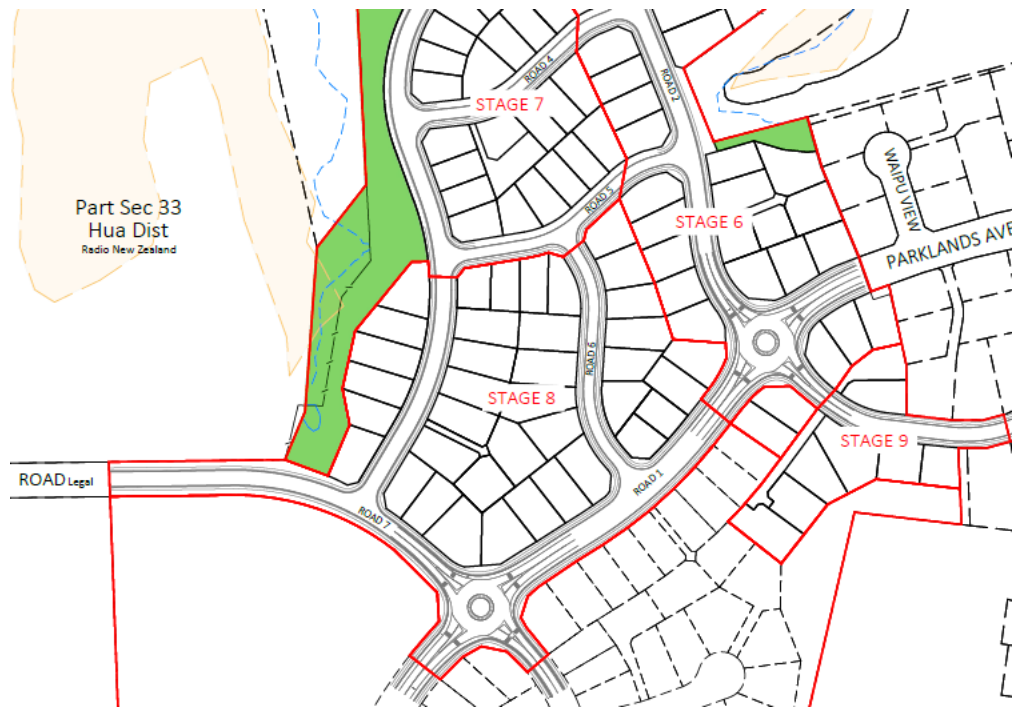 ROAD 4
ROAD 2
STAGE 7
WAIPU VIEW
Part Sec 33
Hua Dist
Radio New Zealand
ROAD 5
STAGE 6
PARKLANDS AVE
ROAD 6
STAGE 8
STAGE 9
ROAD Legal
ROAD 1
ROAD 7